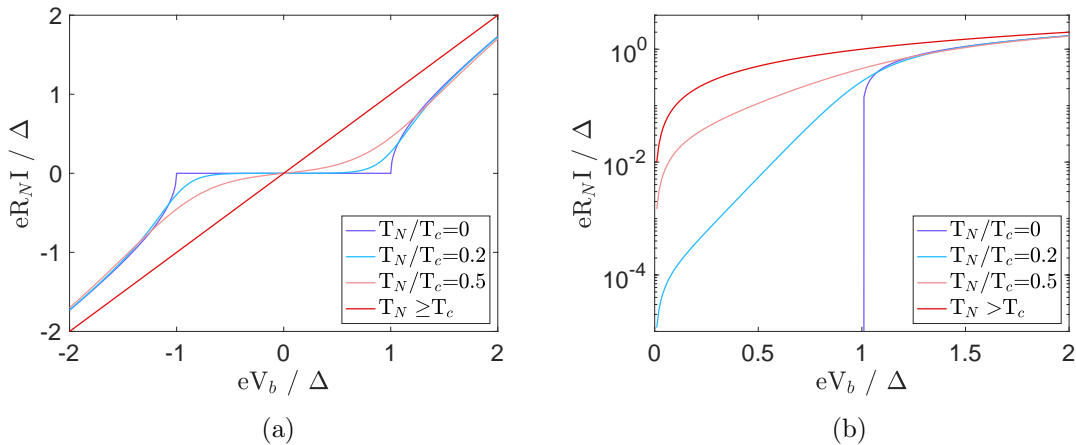 2
1
0
-1
-2
-2
-1
0
1
2
eR_N I / Δ
eV_b / Δ
T_N/T_c=0
T_N/T_c=0.2
T_N/T_c=0.5
T_N ≥T_c
(a)
10^0
10^-2
10^-4
0
0.5
1
1.5
2
eR_N I / Δ
eV_b / Δ
T_N/T_c=0
T_N/T_c=0.2
T_N/T_c=0.5
T_N >T_c
(b)